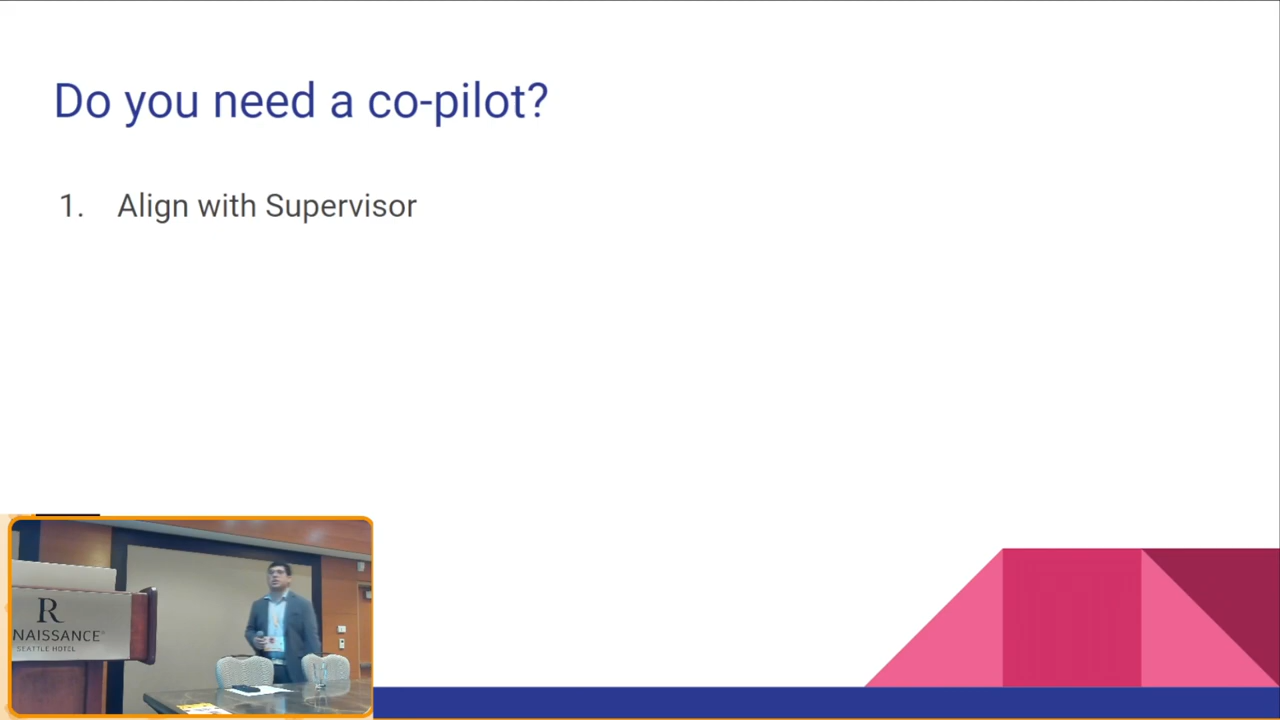 Do you need a co-pilot?
1. Align with Supervisor
R
NAISSANCE
SEATTLE HOTEL